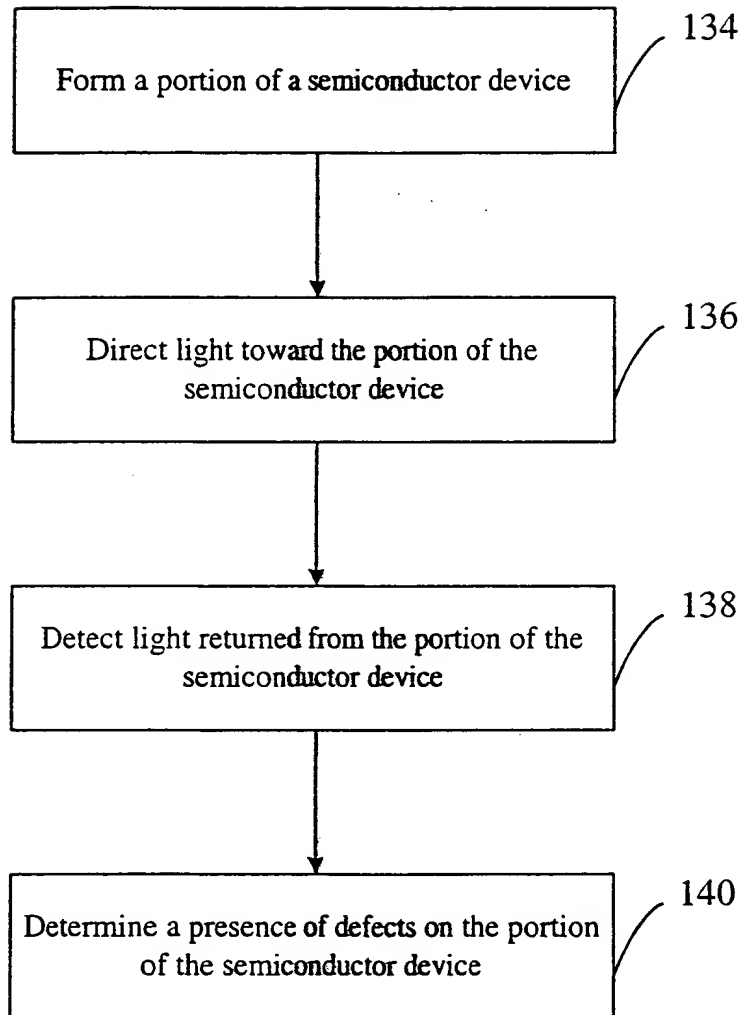 134
Form a portion of a semiconductor device
136
Direct light toward the portion of the
semiconductor device
138
Detect light returned from the portion of the
semiconductor device
140
Determine a presence of defects on the portion
of the semiconductor device